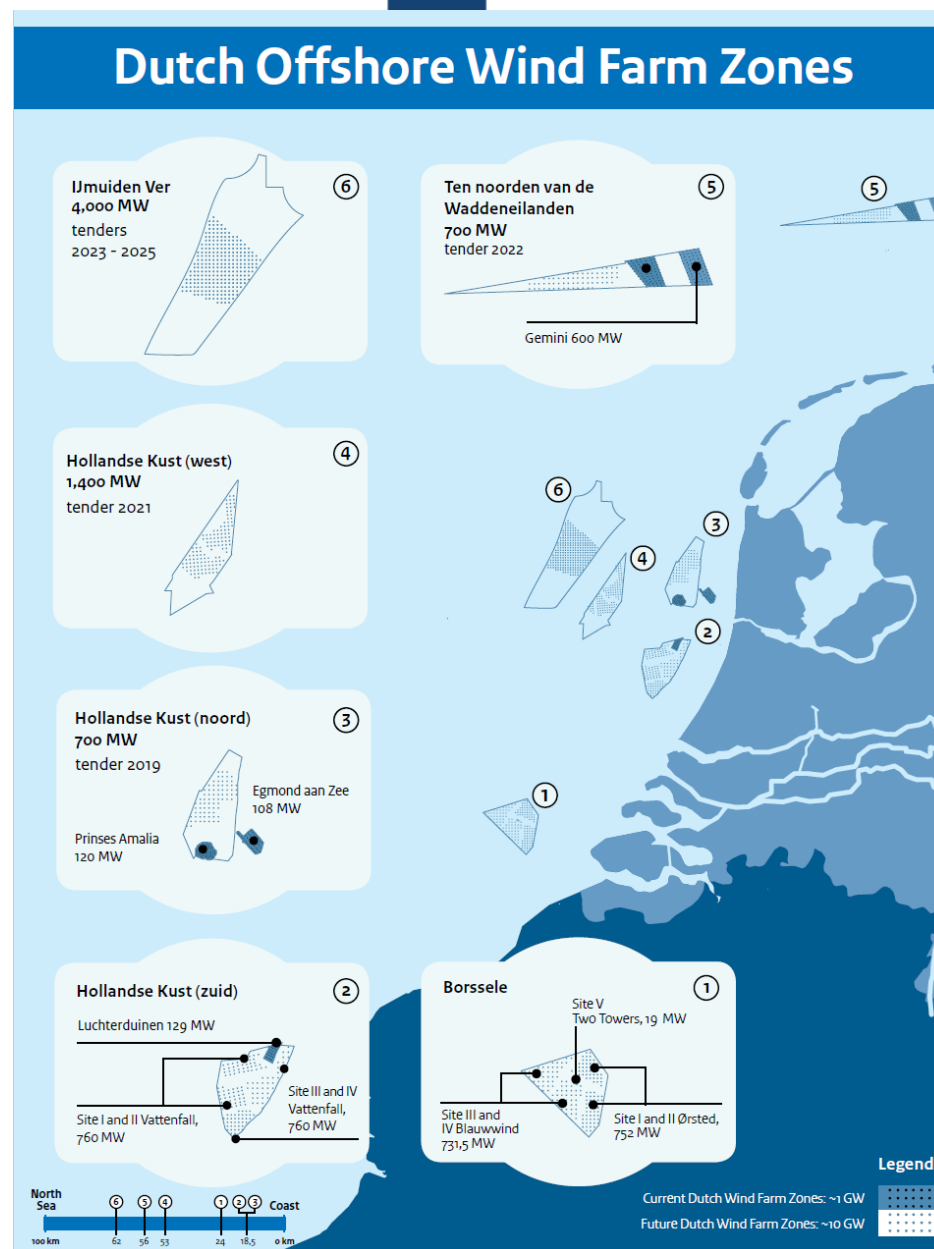 Dutch Offshore Wind Farm Zones
IJmuiden Ver
4,000 MW
tenders
2023 - 2025
6
Ten noorden van de
Waddeneilanden
700 MW
tender 2022
5
Gemini 600 MW
5
Hollandse Kust (west)
1,400 MW
tender 2021
4
6
4
3
2
1
Hollandse Kust (noord)
700 MW
tender 2019
3
Egmond aan Zee
108 MW
Prinses Amalia
120 MW
Hollandse Kust (zuid)
2
Luchterduinen 129 MW
Site I and II Vattenfall,
760 MW
Site III and IV
Vattenfall,
760 MW
Borssele
1
Site V
Two Towers, 19 MW
Site III and
IV Blauwwind
731,5 MW
Site I and II Ørsted,
752 MW
North
Sea
6 5 4 1 2 3 Coast
100 km 62 56 53 24 18,5 0 km
Legend
Current Dutch Wind Farm Zones: ~1 GW
Future Dutch Wind Farm Zones: ~10 GW